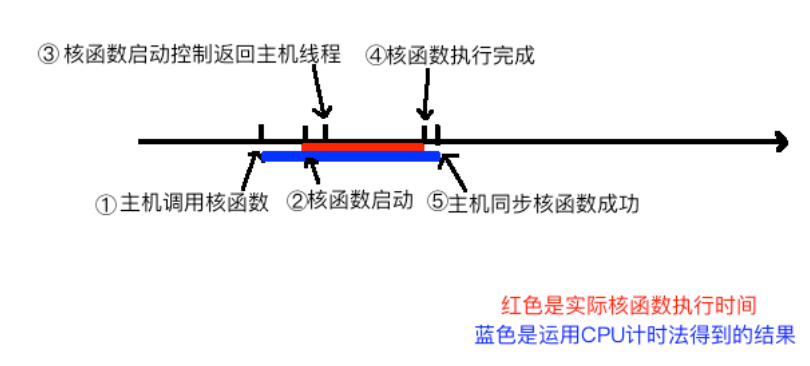 ③ 核函数启动控制返回主机线程 ④核函数执行完成
①主机调用核函数 ②核函数启动 ⑤主机同步核函数成功
红色是实际核函数执行时间
蓝色是运用CPU计时法得到的结果